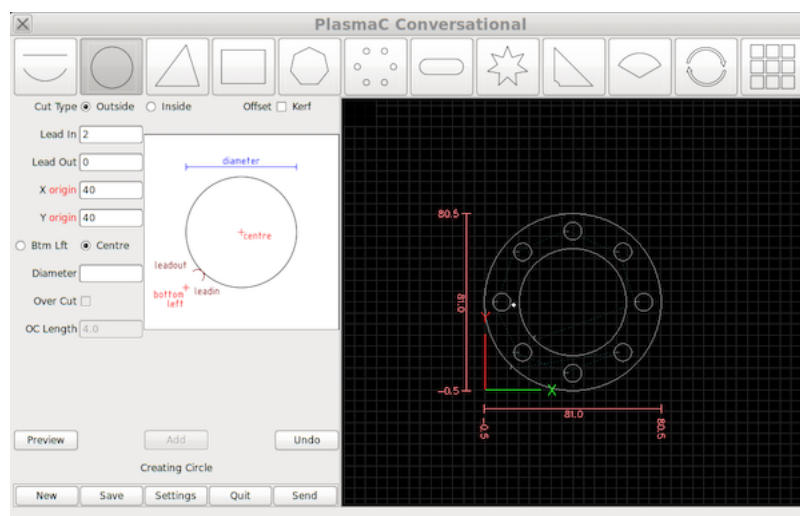 PlasmaC Conversational
Cut Type Outside Inside Offset Kerf
Lead In 2
Lead Out 0
X origin 40
Y origin 40
Btm Lft Centre
Diameter
Over Cut
OC Length 4.0
diameter
centre
leadout
leadin
bottom
left
Preview Add Undo
Creating Circle
New Save Settings Quit Send
80.5
81.0
Y
-0.5
X
81.0
-0.5
80.5